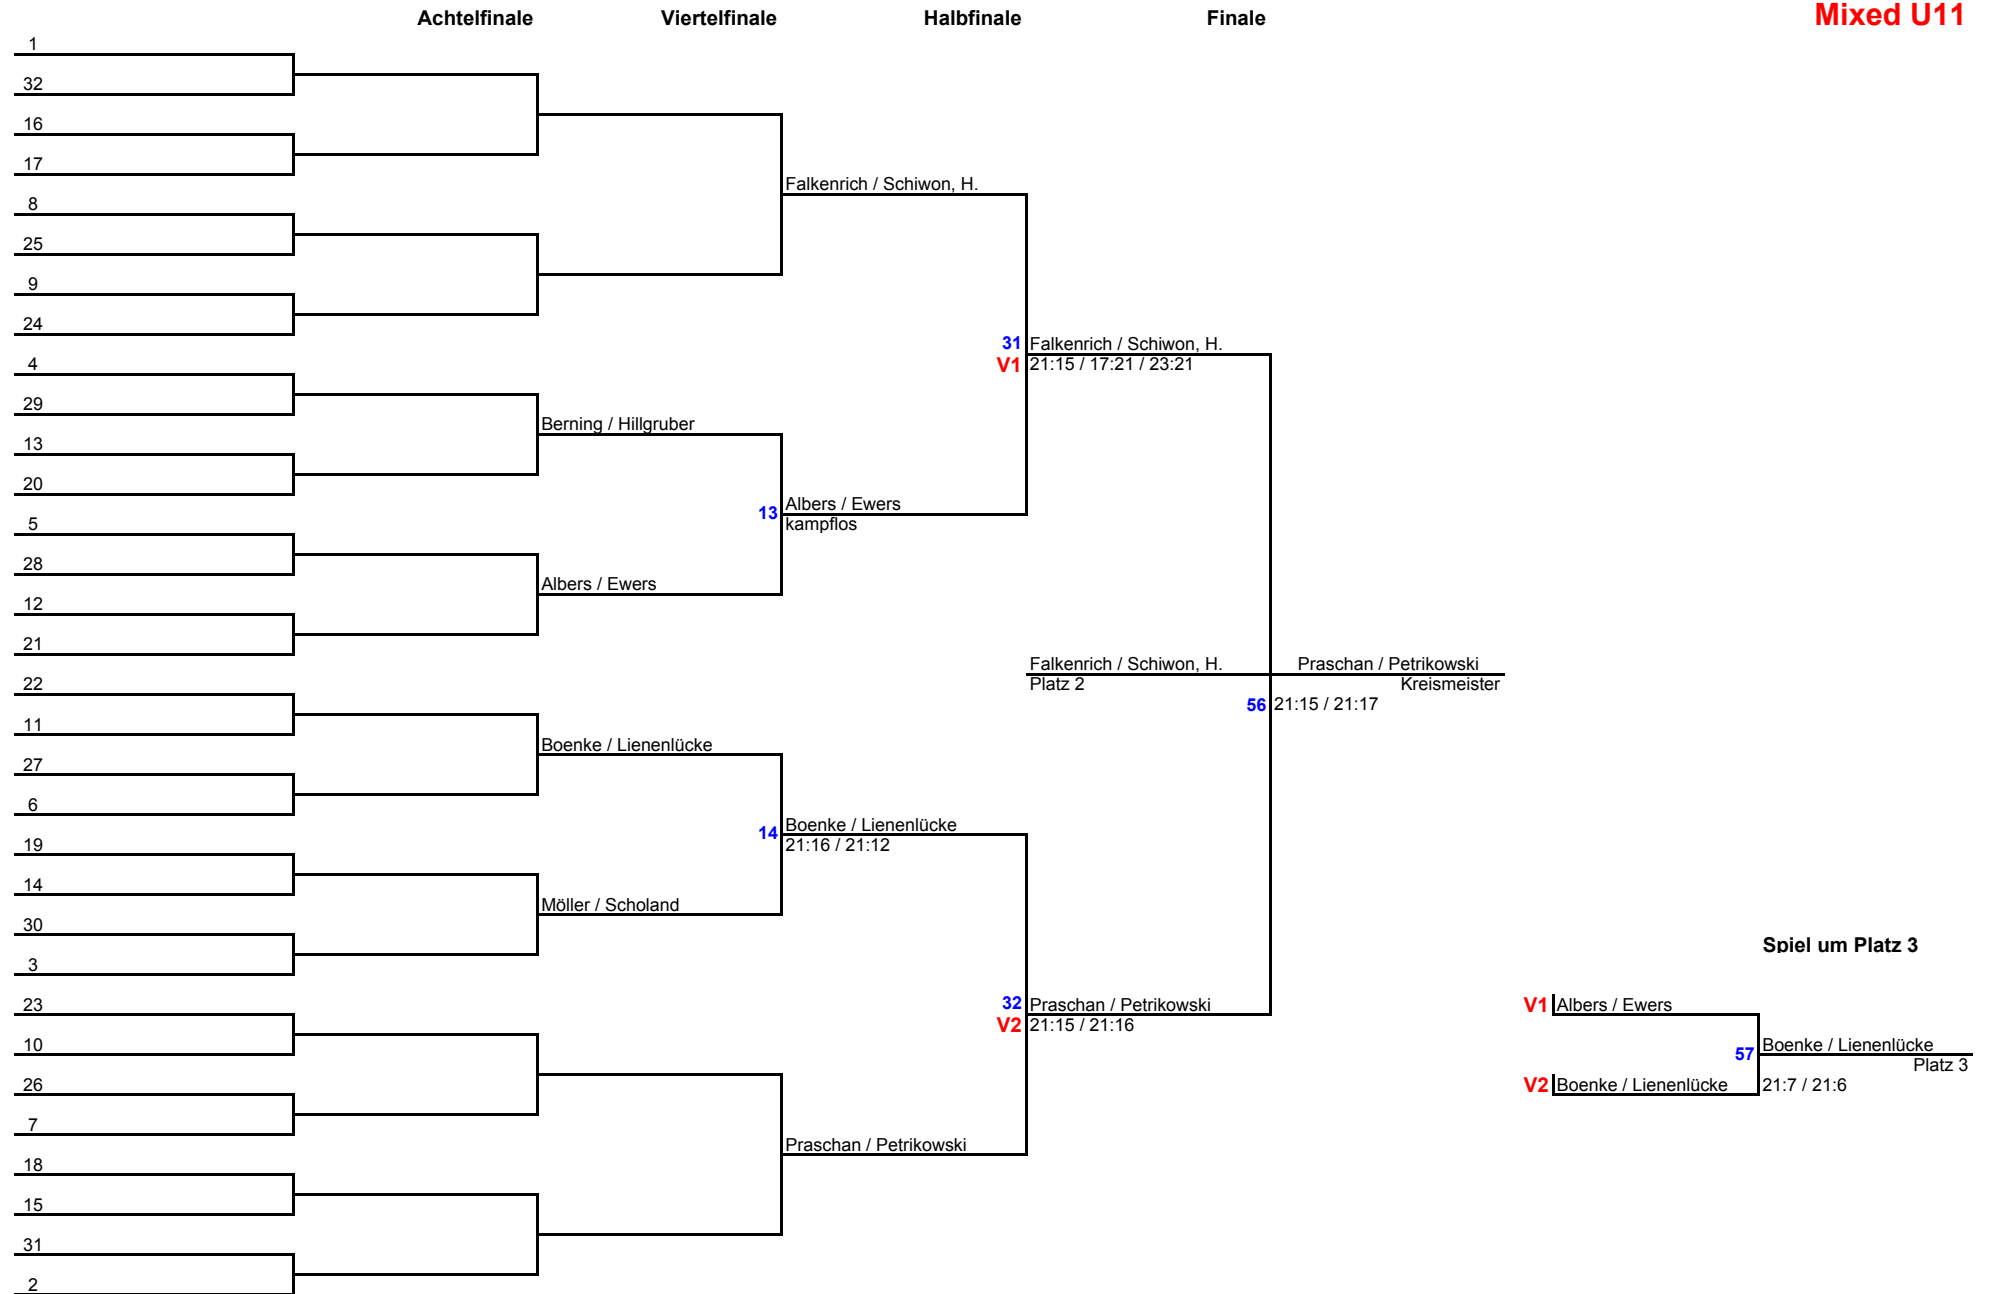 Achtelfinale Viertelfinale Halbfinale Finale Mixed U11
1
32
16
17
Falkenrich / Schiwon, H.
8
25
9
24
31 Falkenrich / Schiwon, H.
V1 21:15 / 17:21 / 23:21
4
29
Berning / Hillgruber
13
20
13 Albers / Ewers
kampflos
5
28
Albers / Ewers
12
21
Falkenrich / Schiwon, H. Praschan / Petrikowski
Platz 2 Kreismeister
56 21:15 / 21:17
22
11
Boenke / Lienenlücke
27
6
14 Boenke / Lienenlücke
21:16 / 21:12
19
14
Möller / Scholand
30
3
Spiel um Platz 3
23
32 Praschan / Petrikowski
V2 21:15 / 21:16
V1 Albers / Ewers
10
57 Boenke / Lienenlücke
Platz 3
V2 Boenke / Lienenlücke 21:7 / 21:6
26
7
Praschan / Petrikowski
18
15
31
2